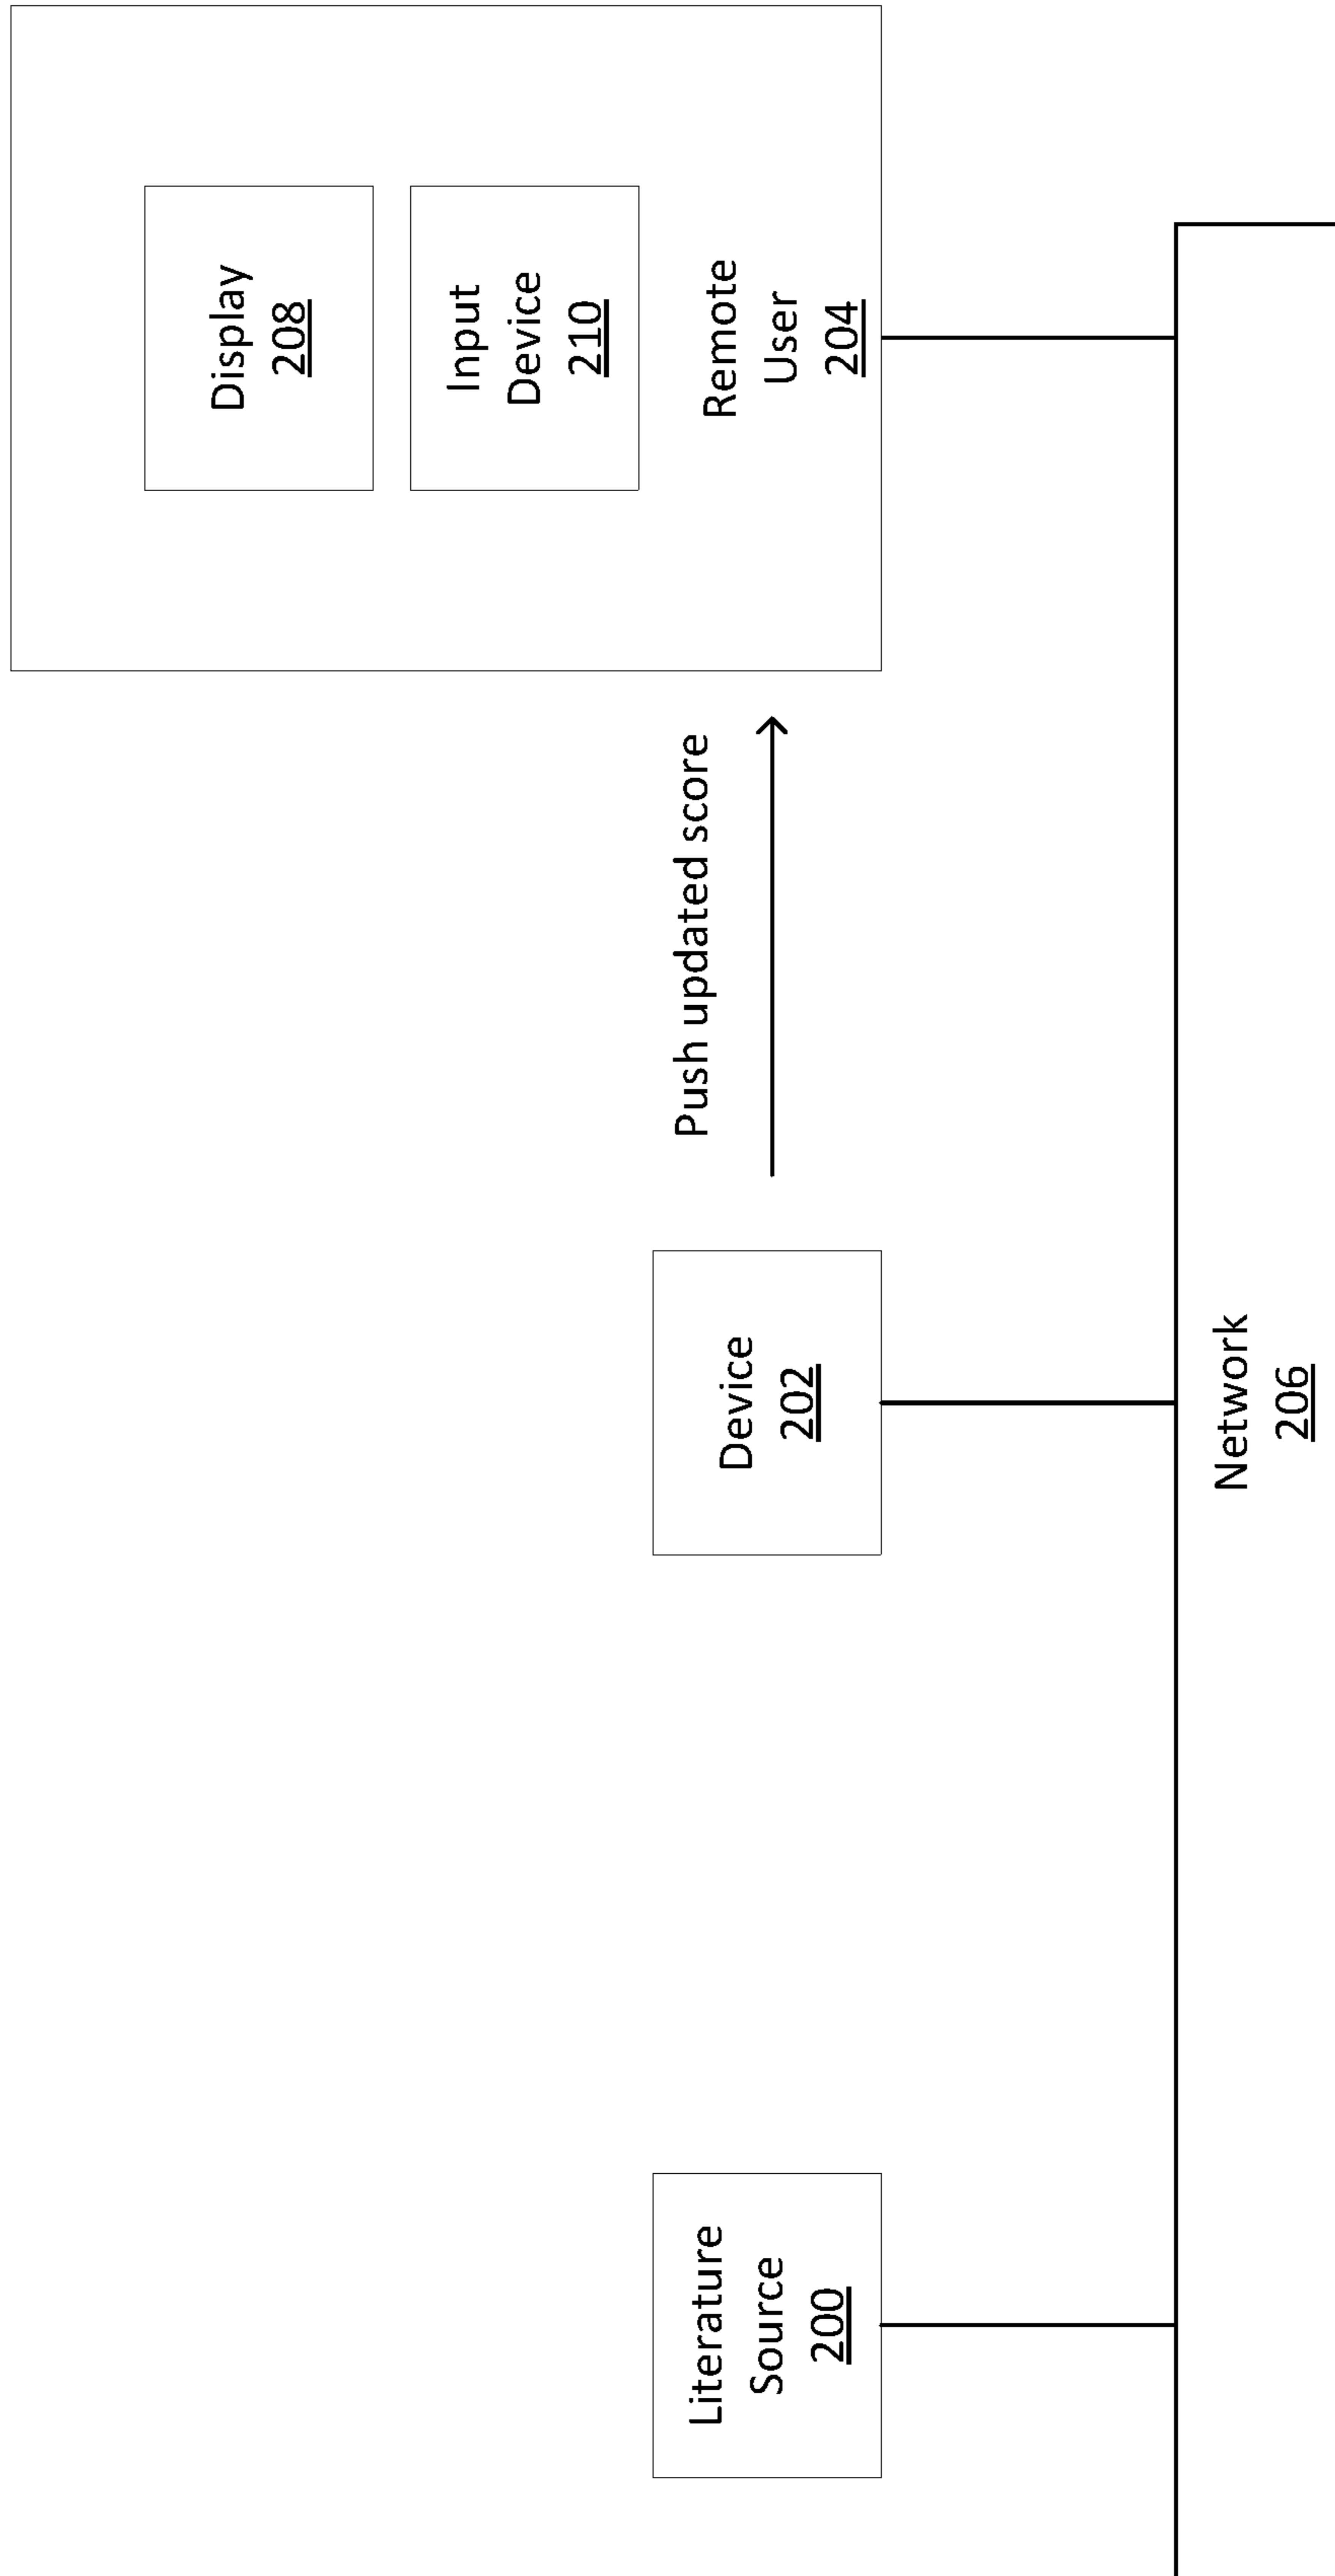 Literature
Source
200
Device
202
Push updated score
Display
208
Input
Device
210
Remote
User
204
Network
206